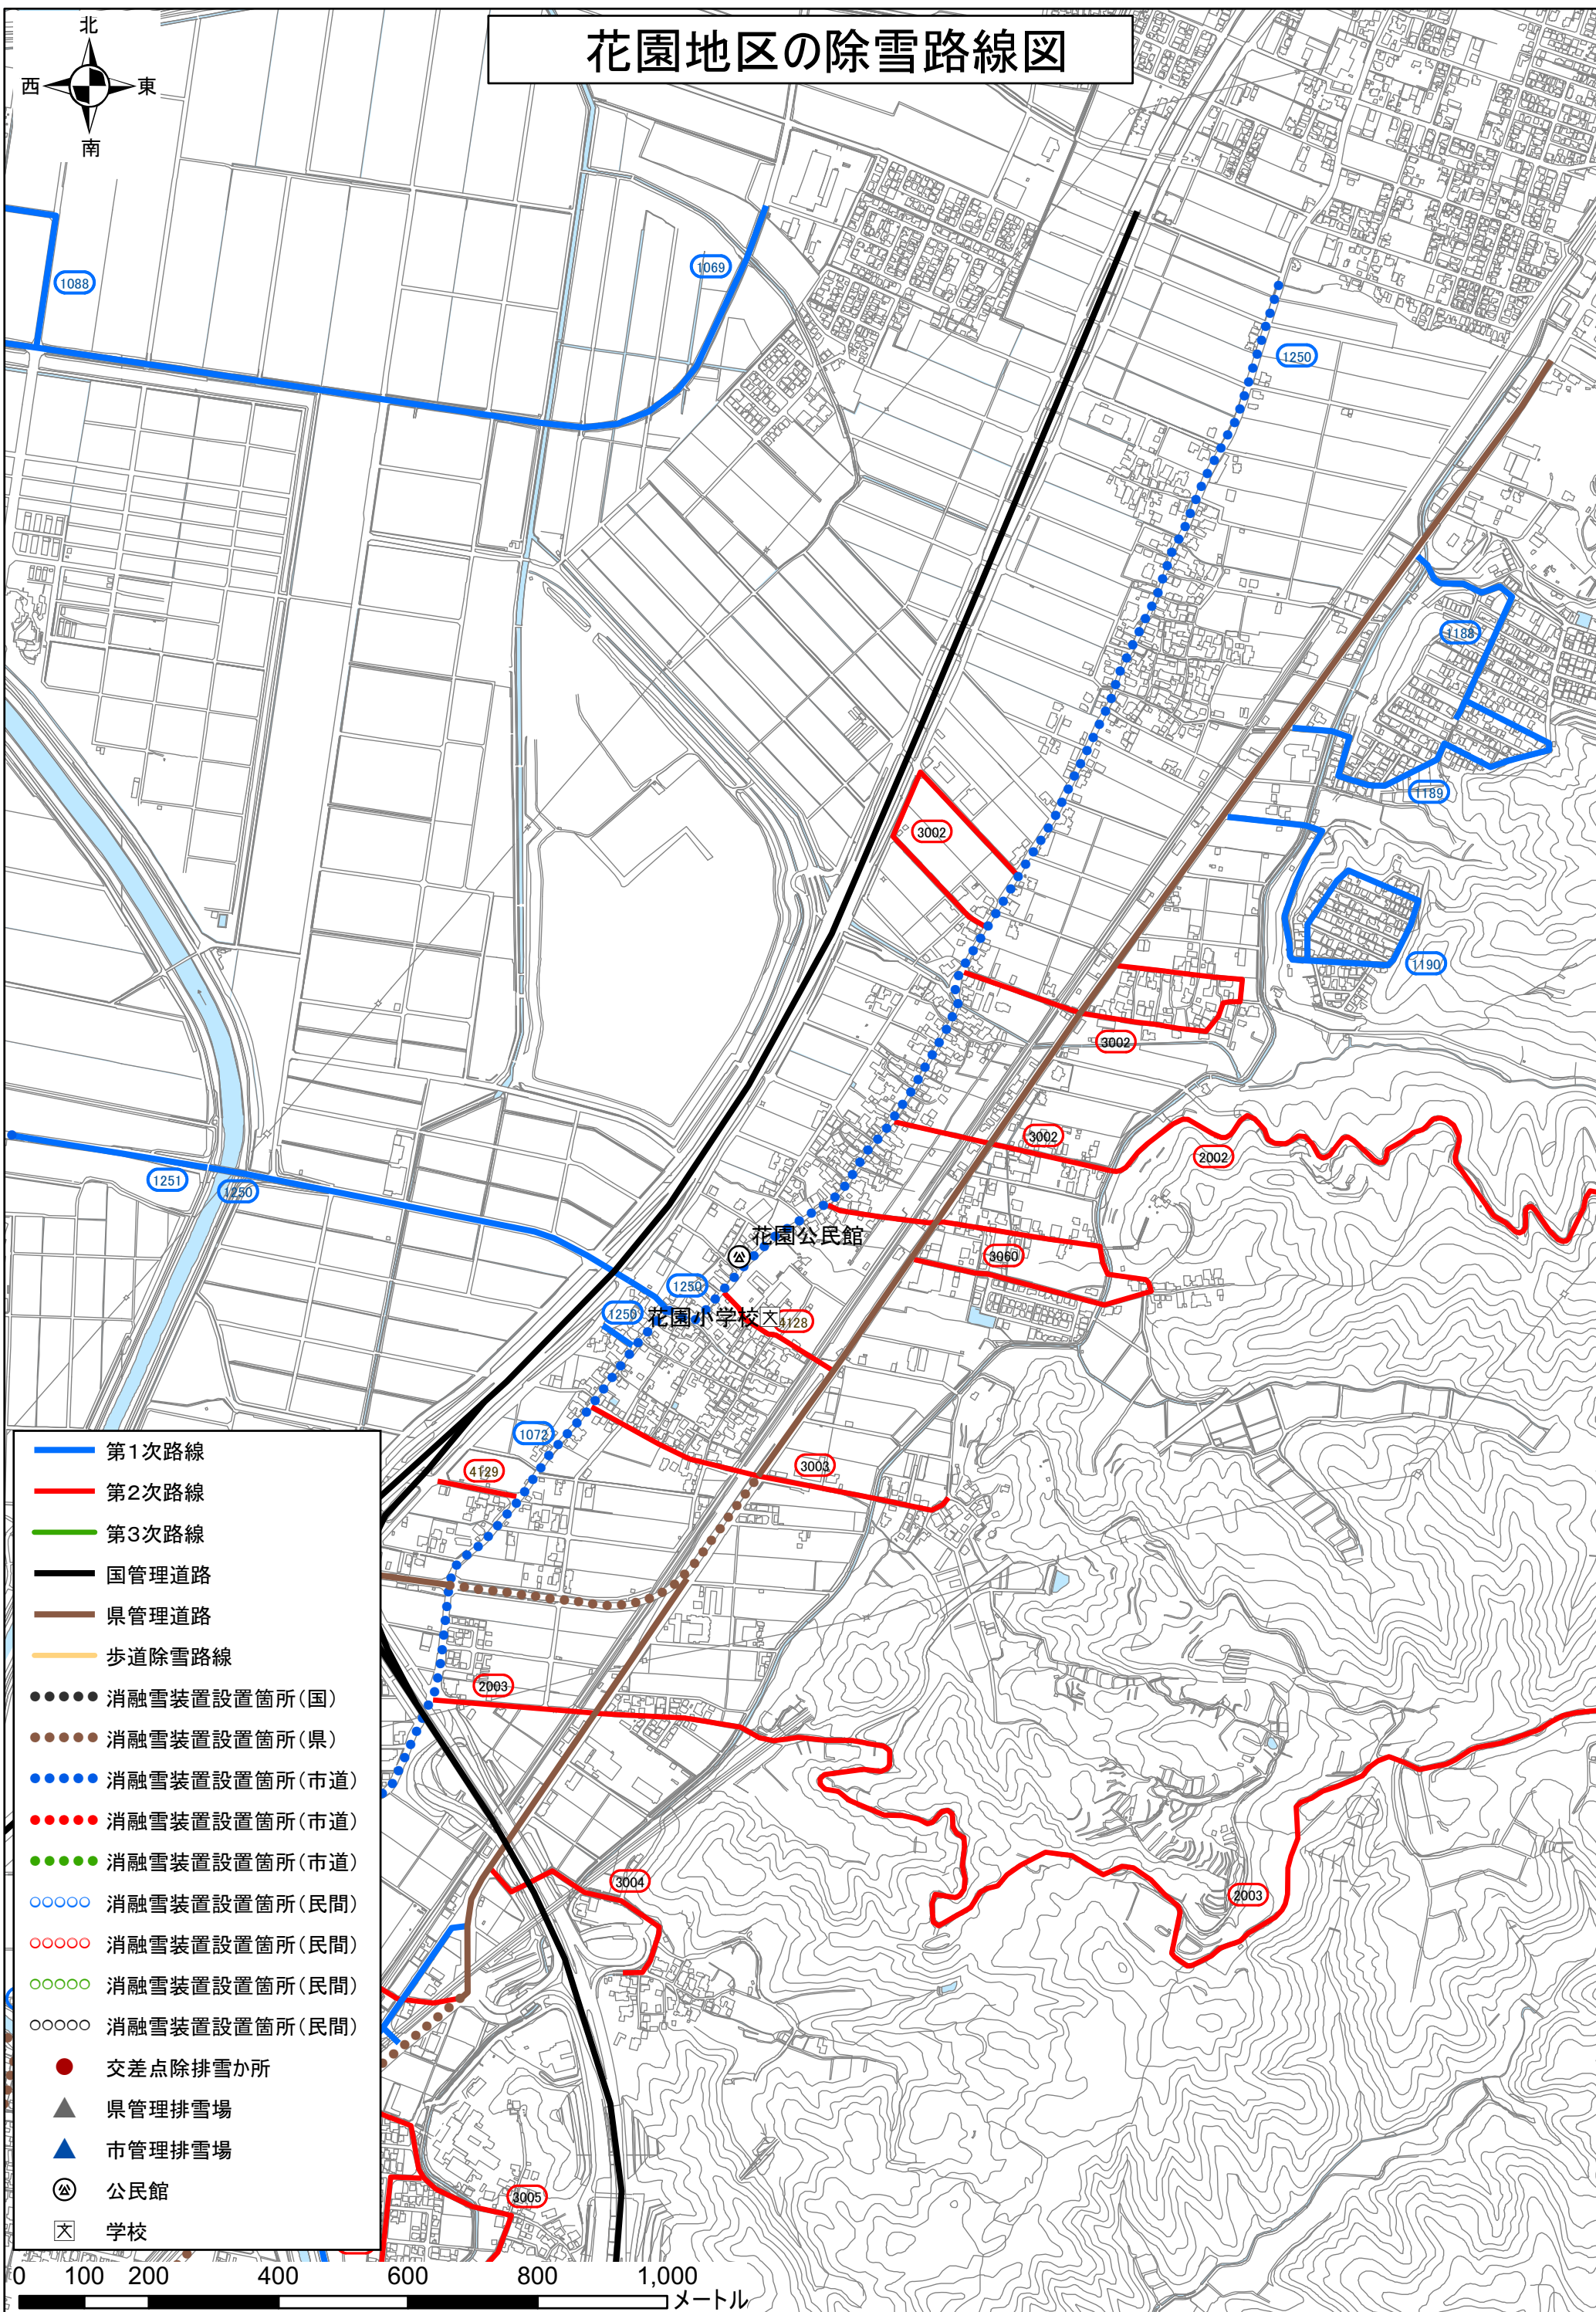 花園地区の除雪路線図
北
西
東
南
1088
1069
1250
1188
1189
3002
1190
3002
3002
2002
1251
1250
花園公民館
3060
1250
1250
花園小学校
文
4128
1072
3003
4129
2003
3004
2003
3005
第1次路線
第2次路線
第3次路線
国管理道路
県管理道路
歩道除雪路線
消融雪装置設置箇所(国)
消融雪装置設置箇所(県)
消融雪装置設置箇所(市道)
消融雪装置設置箇所(市道)
消融雪装置設置箇所(市道)
消融雪装置設置箇所(民間)
消融雪装置設置箇所(民間)
消融雪装置設置箇所(民間)
消融雪装置設置箇所(民間)
交差点除排雪か所
県管理排雪場
市管理排雪場
公民館
文 学校
0 100 200 400 600 800 1,000
メートル